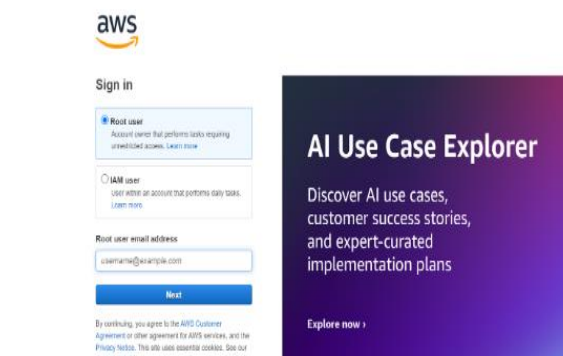 aws
Sign in
Root user
Account owner that performs tasks requiring
unrestricted access. Learn more
IAM user
User within an account that performs daily tasks.
Learn more
Root user email address
username@example.com
Next
By continuing, you agree to the AWS Customer
Agreement or other agreement for AWS services, and the
Privacy Notice. This site uses essential cookies. See our
AI Use Case Explorer
Discover AI use cases,
customer success stories,
and expert-curated
implementation plans
Explore now ›